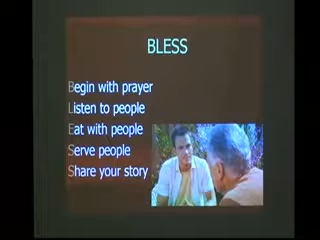 BLESS
Begin with prayer
Listen to people
Eat with people
Serve people
Share your story